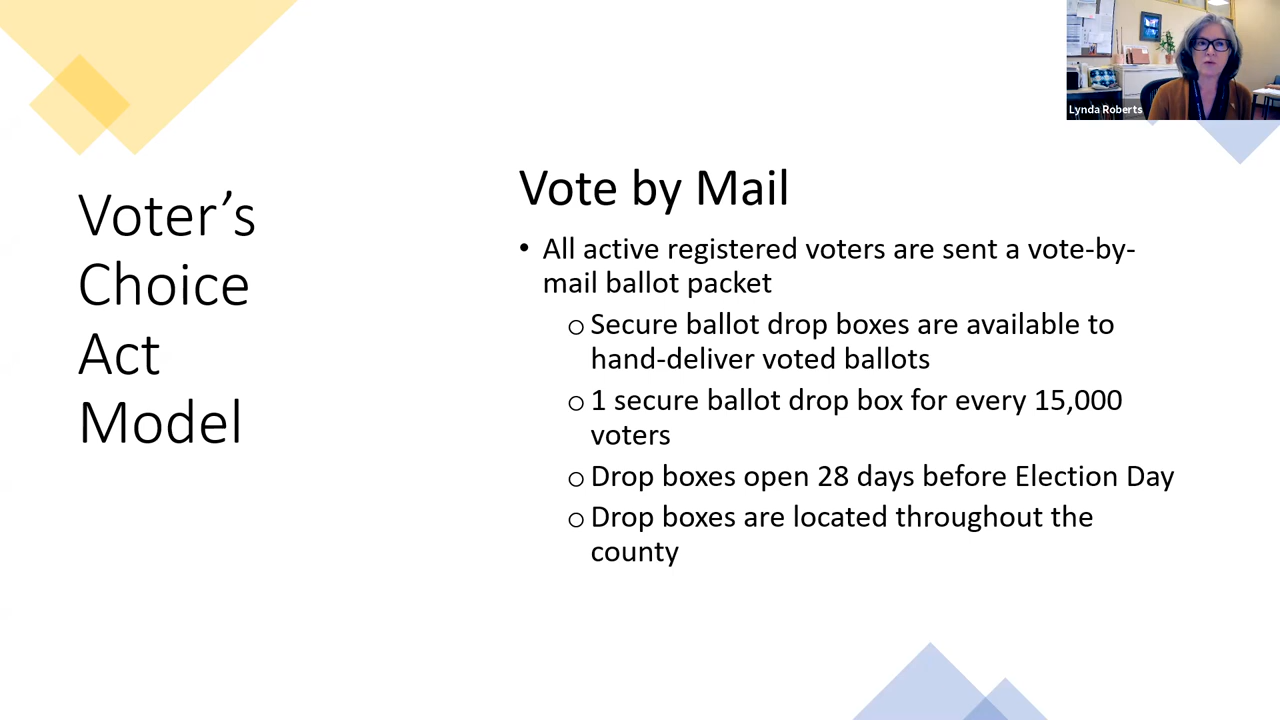 Lynda Roberts
Voter’s
Choice
Act
Model
Vote by Mail
• All active registered voters are sent a vote-by-
mail ballot packet
o Secure ballot drop boxes are available to
hand-deliver voted ballots
o 1 secure ballot drop box for every 15,000
voters
o Drop boxes open 28 days before Election Day
o Drop boxes are located throughout the
county